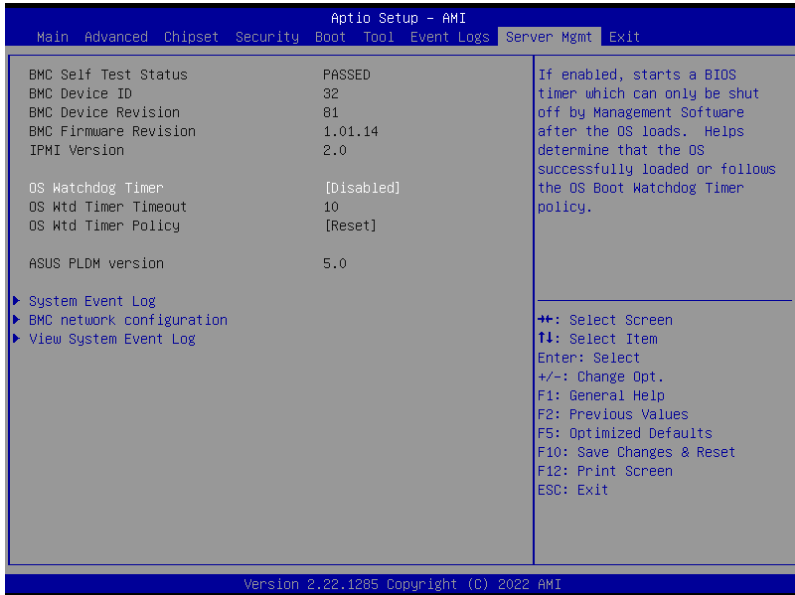 Aptio Setup - AMI
Main Advanced Chipset Security Boot Tool Event Logs Server Mgmt Exit
BMC Self Test Status PASSED
BMC Device ID 32
BMC Device Revision 81
BMC Firmware Revision 1.01.14
IPMI Version 2.0
OS Watchdog Timer [Disabled]
OS Wtd Timer Timeout 10
OS Wtd Timer Policy [Reset]
ASUS PLDM version 5.0
System Event Log
BMC network configuration
View System Event Log
If enabled, starts a BIOS
timer which can only be shut
off by Management Software
after the OS loads. Helps
determine that the OS
successfully loaded or follows
the OS Boot Watchdog Timer
policy.
→←: Select Screen
↑↓: Select Item
Enter: Select
+/-: Change Opt.
F1: General Help
F2: Previous Values
F5: Optimized Defaults
F10: Save Changes & Reset
F12: Print Screen
ESC: Exit
Version 2.22.1285 Copyright (C) 2022 AMI